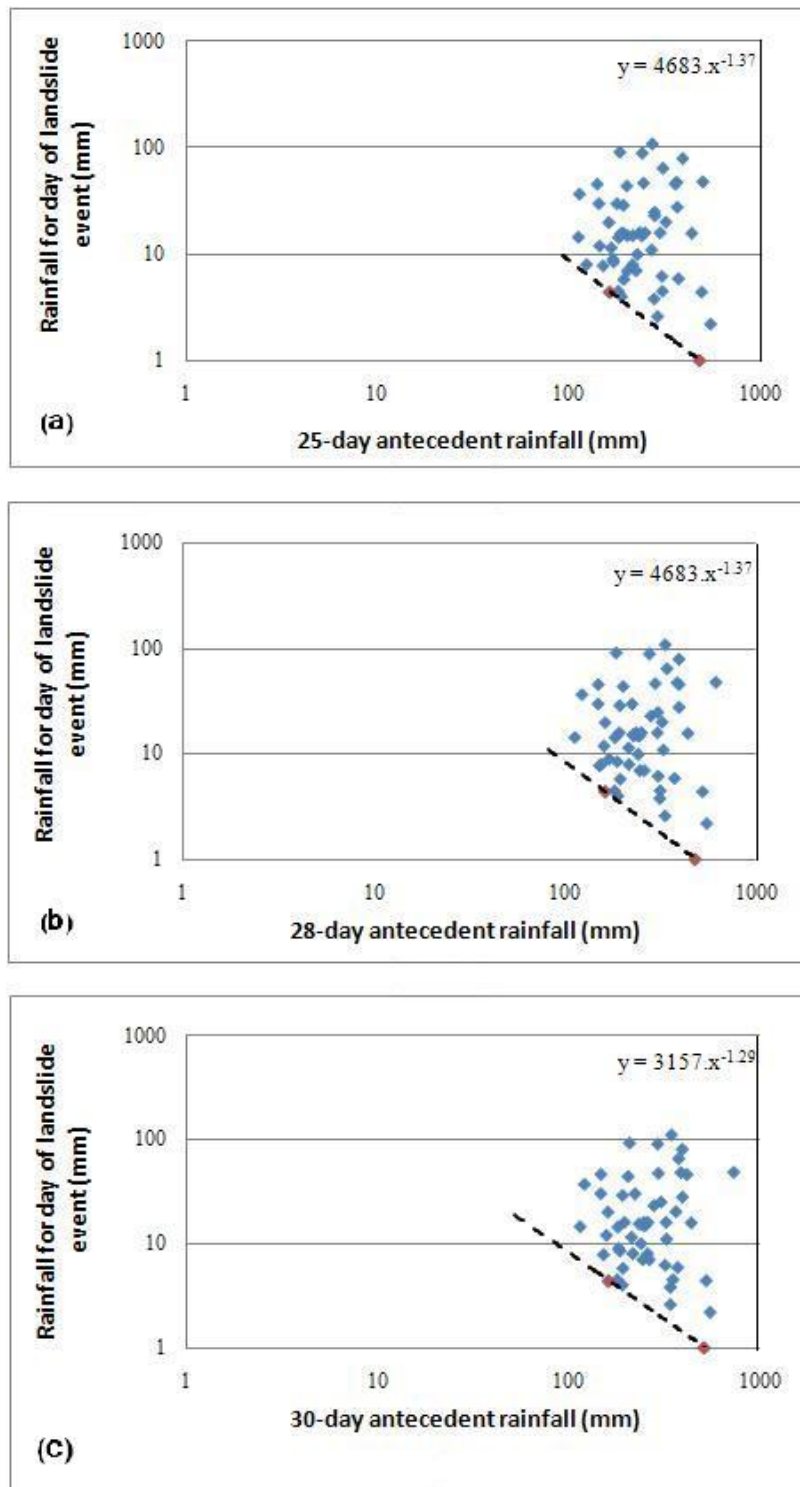 1000
y = 4683.x-1.37
100
10
1
1 10 100 1000
Rainfall for day of landslide
event (mm)
(a)
25-day antecedent rainfall (mm)
1000
y = 4683.x-1.37
100
10
1
1 10 100 1000
Rainfall for day of landslide
event (mm)
(b)
28-day antecedent rainfall (mm)
1000
y = 3157.x-1.29
100
10
1
1 10 100 1000
Rainfall for day of landslide
event (mm)
(C)
30-day antecedent rainfall (mm)